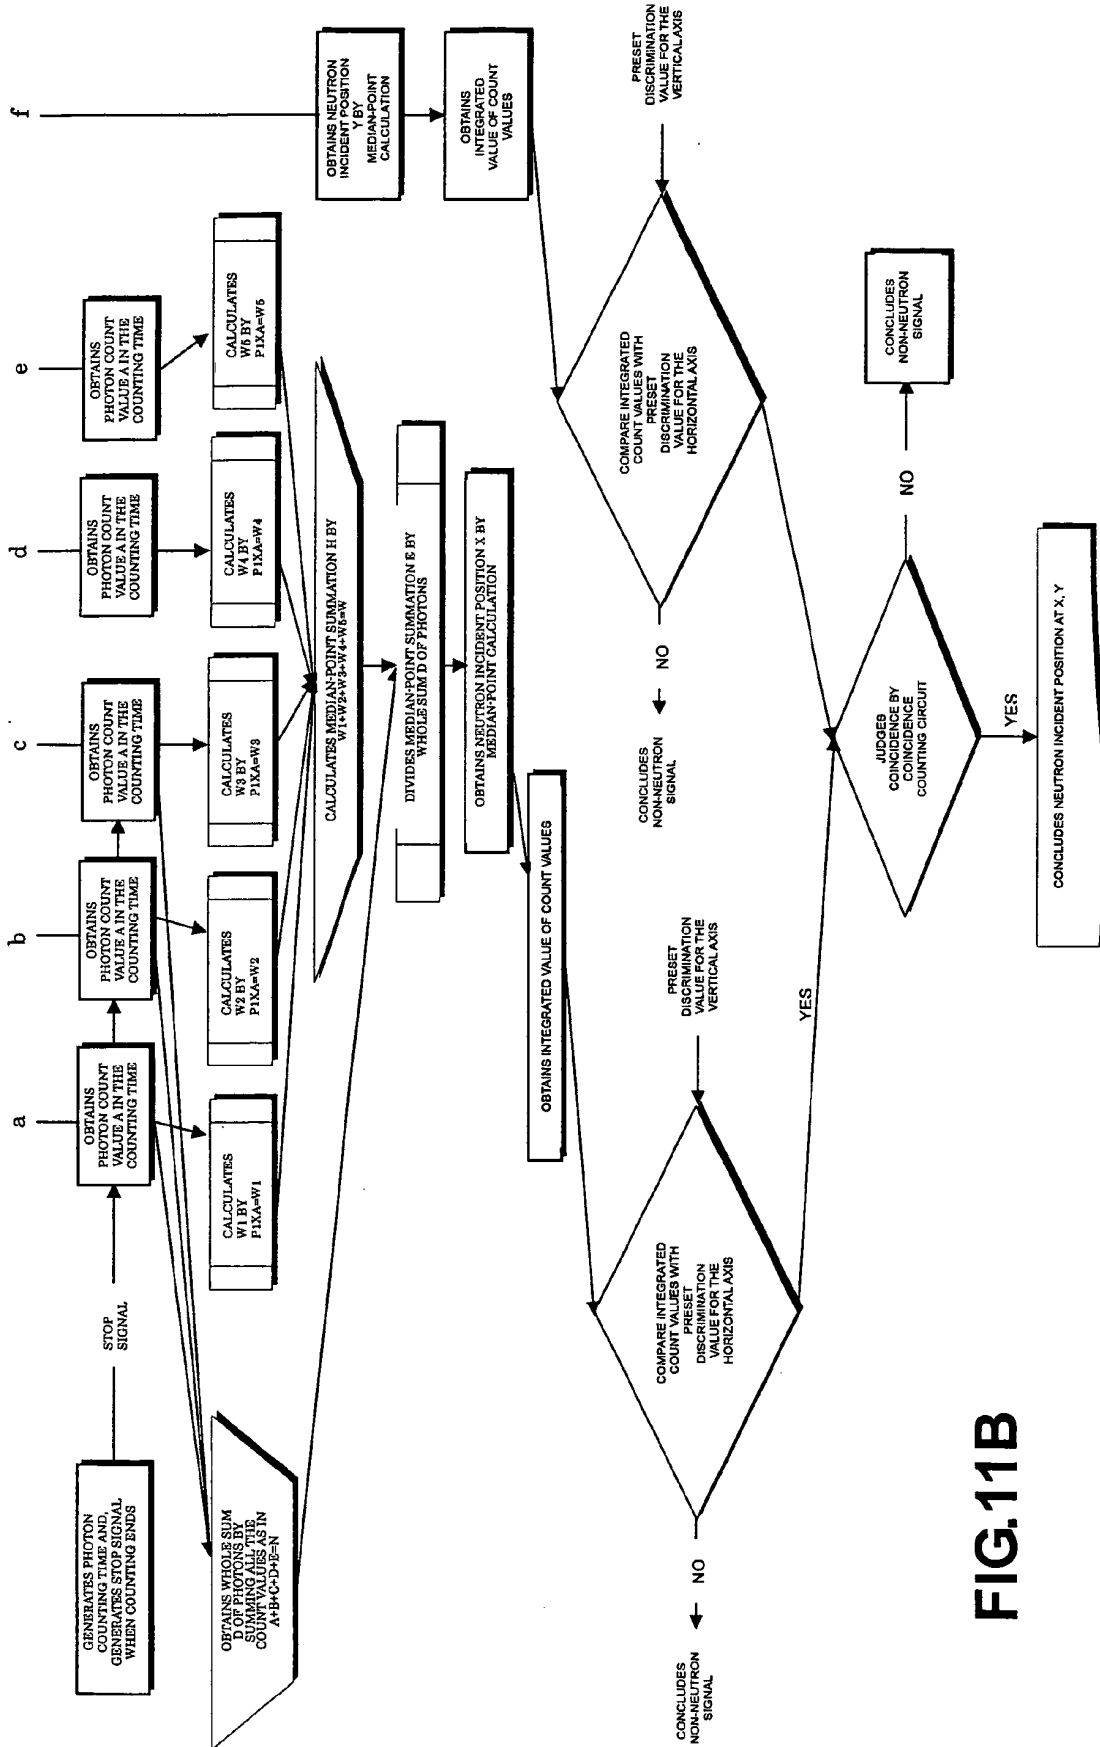 a
b
c
d
e
f
GENERATES PHOTON
COUNTING TIME AND,
GENERATES STOP SIGNAL
WHEN COUNTING ENDS
STOP
SIGNAL
OBTAINS
PHOTON COUNT
VALUE A IN THE
COUNTING TIME
OBTAINS
PHOTON COUNT
VALUE A IN THE
COUNTING TIME
OBTAINS
PHOTON COUNT
VALUE A IN THE
COUNTING TIME
OBTAINS
PHOTON COUNT
VALUE A IN THE
COUNTING TIME
OBTAINS
PHOTON COUNT
VALUE A IN THE
COUNTING TIME
OBTAINS WHOLE SUM
D OF PHOTONS BY
SUMMING ALL THE
COUNT VALUES AS IN
A+B+C+D+E=N
CALCULATES
W1 BY
P1XA=W1
CALCULATES
W2 BY
P1XA=W2
CALCULATES
W3 BY
P1XA=W3
CALCULATES
W4 BY
P1XA=W4
CALCULATES
W5 BY
P1XA=W5
CALCULATES MEDIAN-POINT SUMMATION H BY
W1+W2+W3+W4+W5=W
DIVIDES MEDIAN-POINT SUMMATION E BY
WHOLE SUM D OF PHOTONS
OBTAINS NEUTRON INCIDENT POSITION X BY
MEDIAN-POINT CALCULATION
OBTAINS INTEGRATED VALUE OF COUNT VALUES
OBTAINS NEUTRON
INCIDENT POSITION
Y BY
MEDIAN-POINT
CALCULATION
OBTAINS
INTEGRATED
VALUE OF COUNT
VALUES
PRESET
DISCRIMINATION
VALUE FOR THE
VERTICAL AXIS
COMPARE INTEGRATED
COUNT VALUES WITH
PRESET
DISCRIMINATION
VALUE FOR THE
HORIZONTAL AXIS
NO
CONCLUDES
NON-NEUTRON
SIGNAL
PRESET
DISCRIMINATION
VALUE FOR THE
VERTICAL AXIS
COMPARE INTEGRATED
COUNT VALUES WITH
PRESET
DISCRIMINATION
VALUE FOR THE
HORIZONTAL AXIS
NO
CONCLUDES
NON-NEUTRON
SIGNAL
YES
JUDGES
COINCIDENCE BY
COINCIDENCE
COUNTING CIRCUIT
NO
CONCLUDES
NON-NEUTRON
SIGNAL
YES
CONCLUDES NEUTRON INCIDENT POSITION AT X, Y
FIG.11B